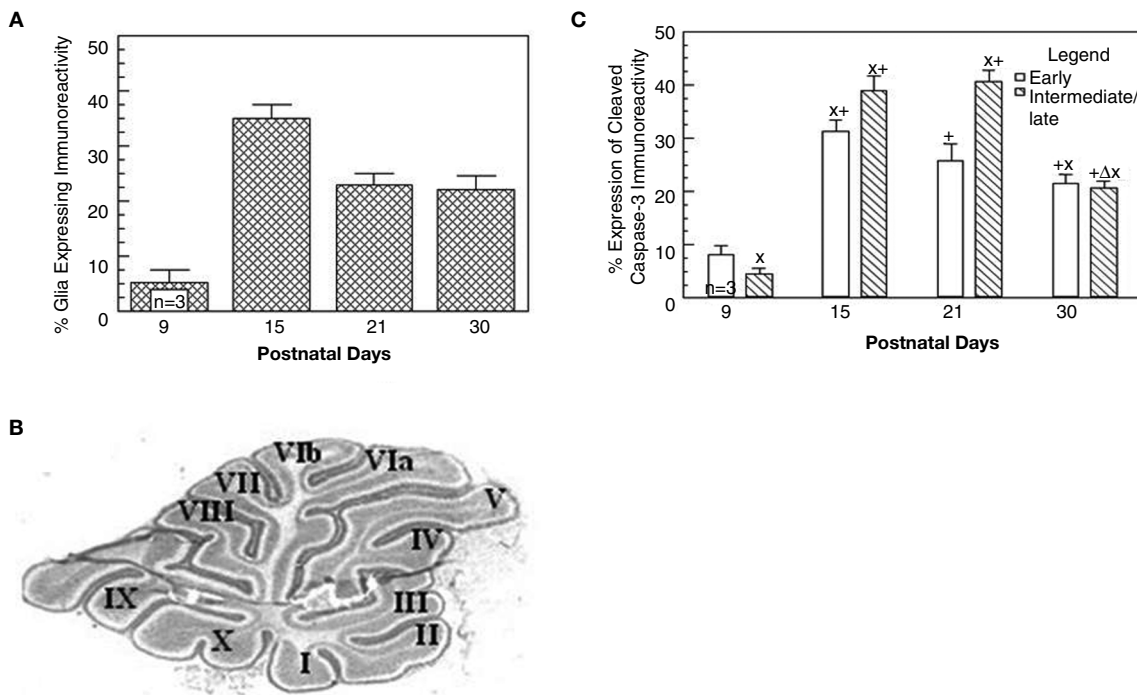 A
% Glia Expressing Immunoreactivity
50
40
30
20
10
0
n=3
9 15 21 30
Postnatal Days
C
% Expression of Cleaved
Caspase-3 Immunoreactivity
50
40
30
20
10
0
Legend
Early
Intermediate/
late
n=3
x
x+
x+
+
x+
+x
+Δx
9 15 21 30
Postnatal Days
B
VIb
VIa
VII
V
VIII
IV
IX
III
X
II
I